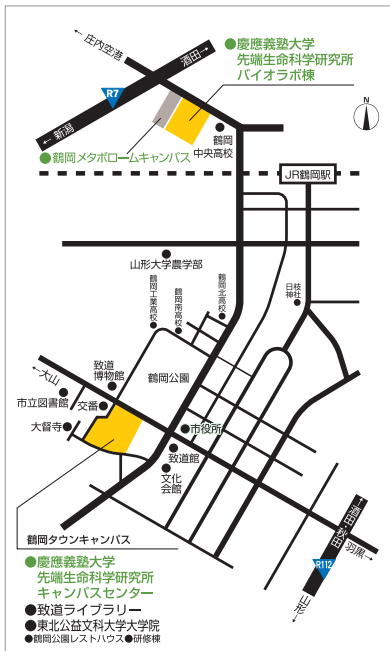 ←庄内空港
酒田→
R7
←新潟
●慶應義塾大学
先端生命科学研究所
バイオラボ棟
N
鶴岡
中央高校
●鶴岡メタボロームキャンパス
JR鶴岡駅
山形大学農学部
鶴岡工業高校
鶴岡南高校
鶴岡北高校
日枝
神社
←大山
致道
博物館
鶴岡公園
市立図書館
交番
大督寺
市役所
致道館
文化
会館
←酒田・秋田
羽黒→
R112
山形→
鶴岡タウンキャンパス
●慶應義塾大学
先端生命科学研究所
キャンパスセンター
●致道ライブラリー
●東北公益文科大学大学院
●鶴岡公園レストハウス●研修棟